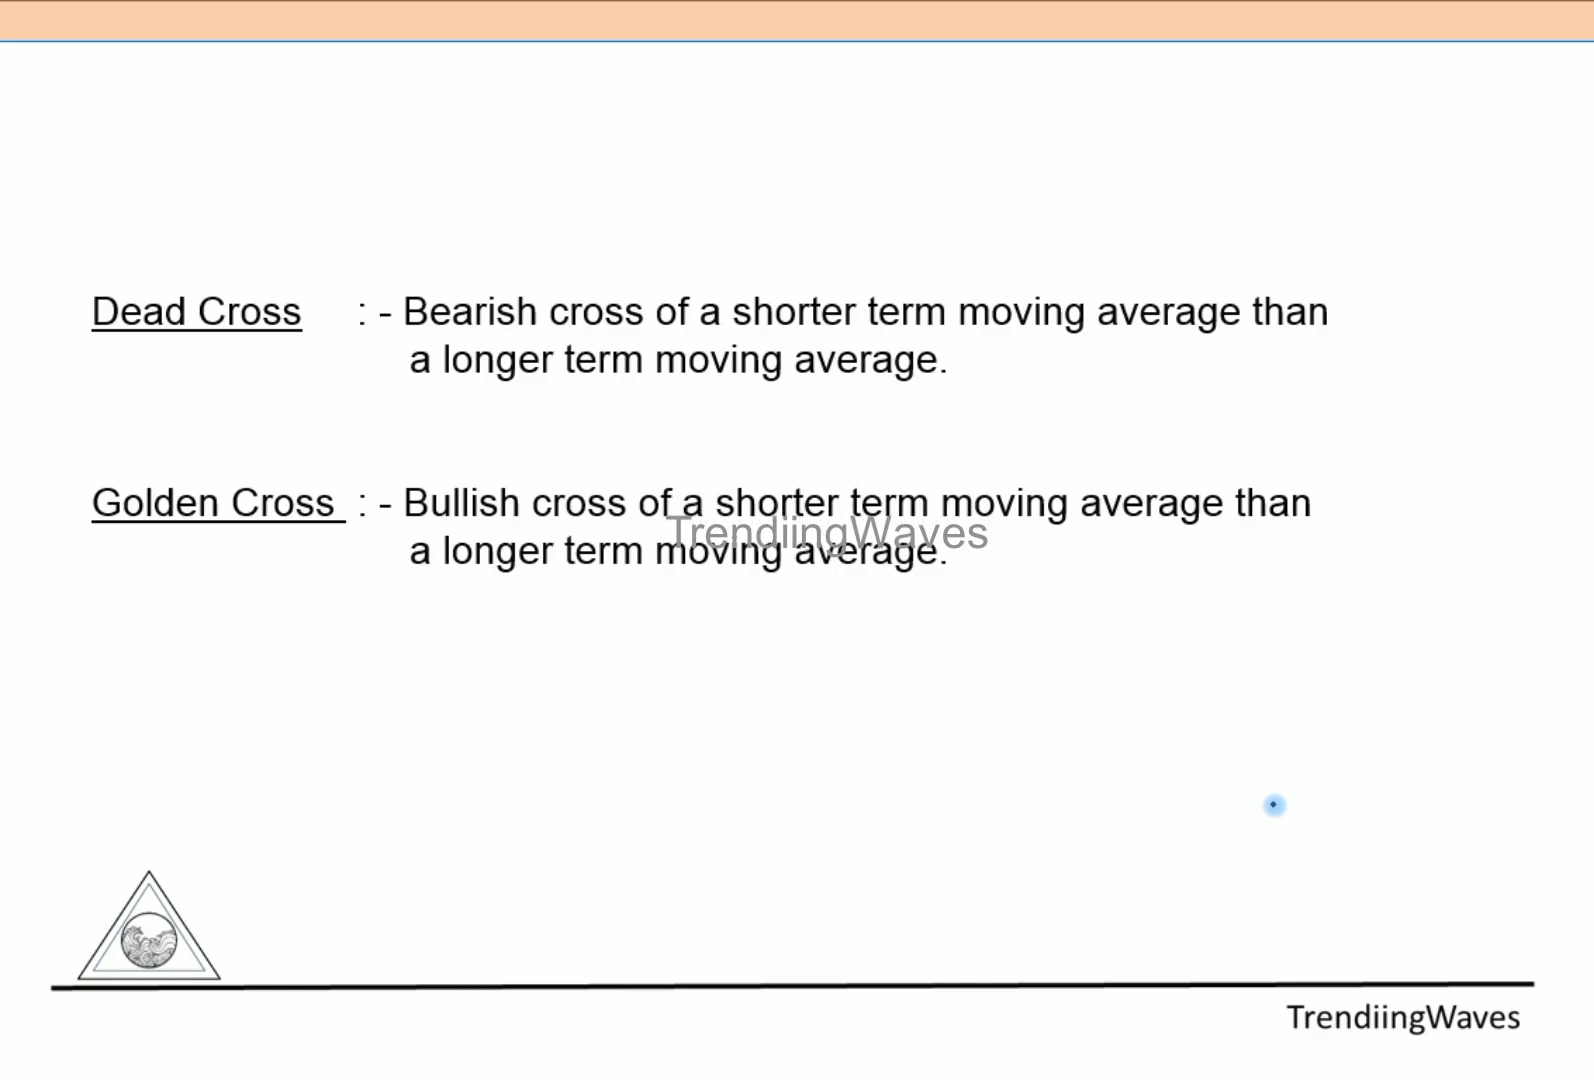 Dead Cross : - Bearish cross of a shorter term moving average than
a longer term moving average.
Golden Cross : - Bullish cross of a shorter term moving average than
TrendiingWaves
a longer term moving average.
TrendiingWaves